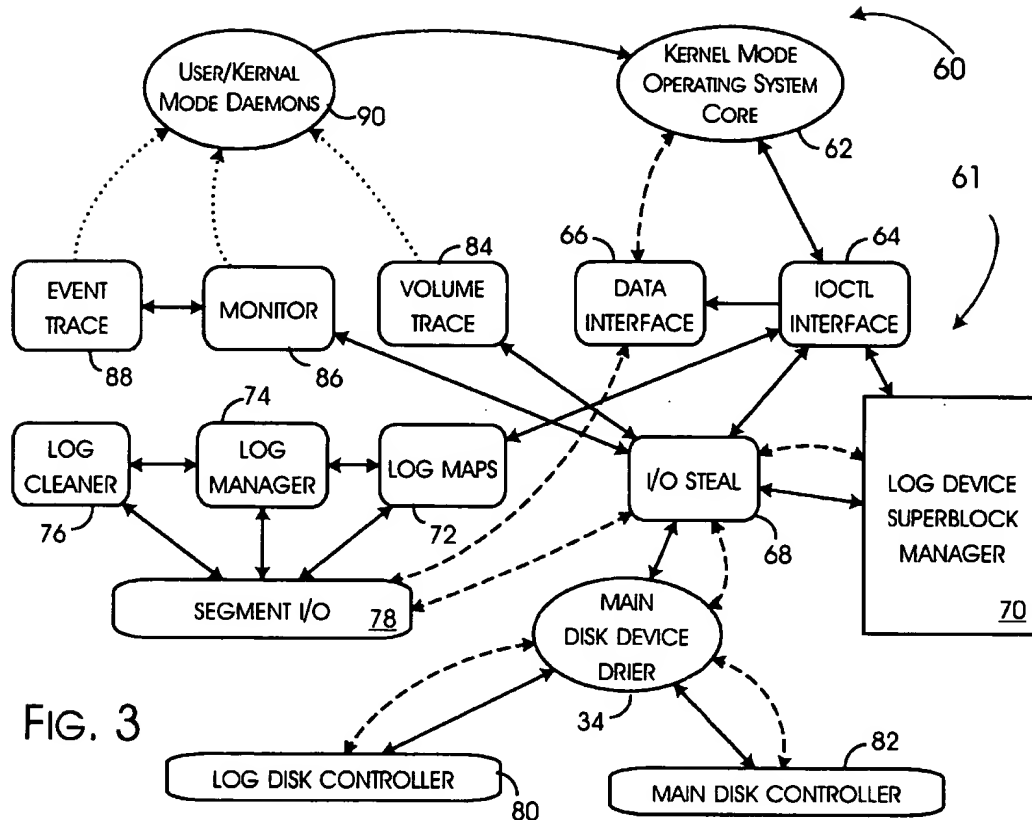 USER/KERNAL
MODE DAEMONS
90
KERNEL MODE
OPERATING SYSTEM
CORE
62
60
61
EVENT
TRACE
88
MONITOR
86
84
VOLUME
TRACE
66
DATA
INTERFACE
64
IOCTL
INTERFACE
LOG
CLEANER
76
74
LOG
MANAGER
LOG MAPS
72
I/O STEAL
68
LOG DEVICE
SUPERBLOCK
MANAGER
70
SEGMENT I/O
78
MAIN
DISK DEVICE
DRIER
34
FIG. 3
LOG DISK CONTROLLER
80
82
MAIN DISK CONTROLLER